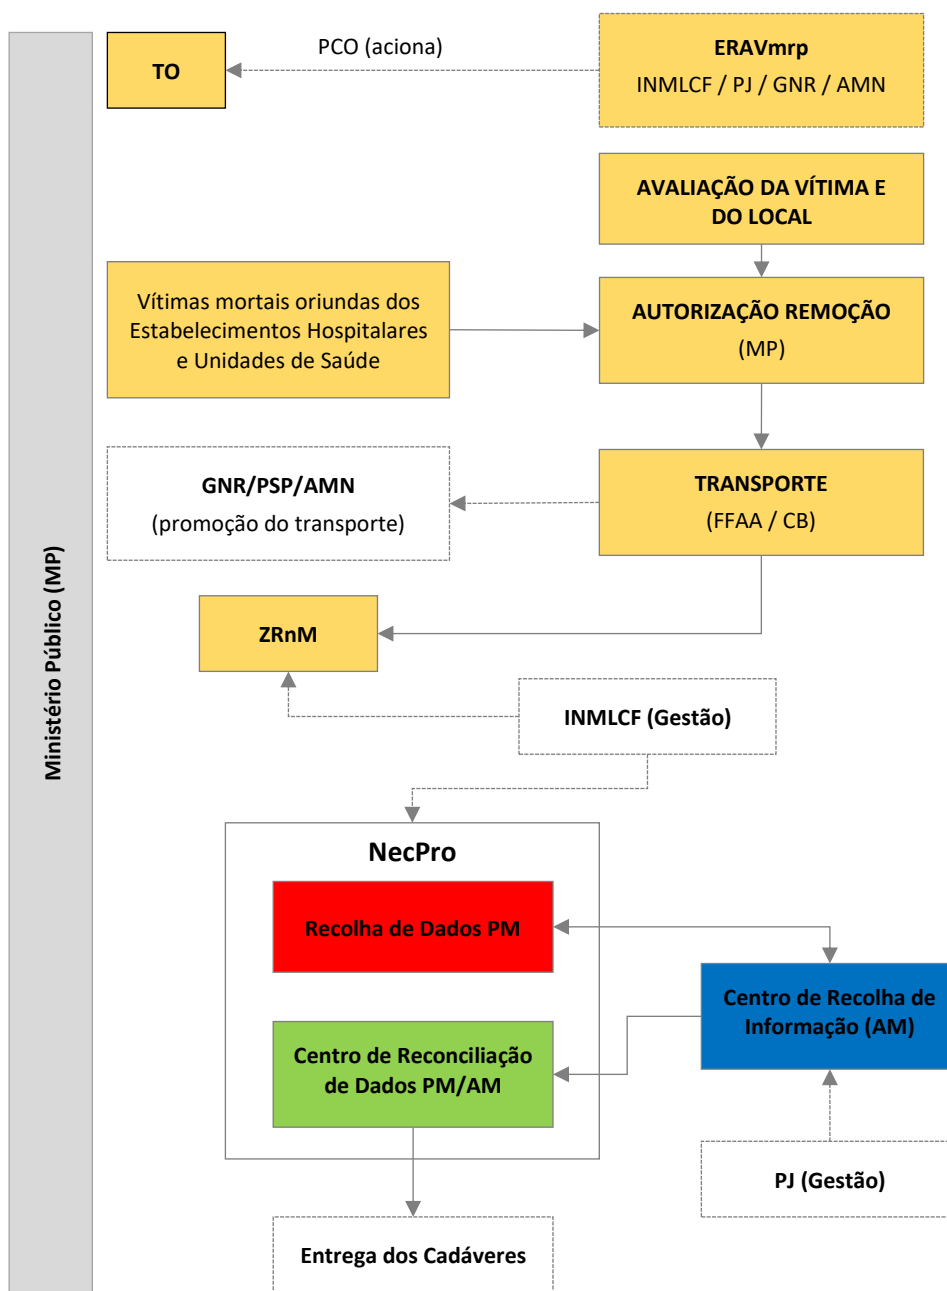 PCO (aciona)
TO
ERAVmrp
INMLCF / PJ / GNR / AMN
AVALIAÇÃO DA VÍTIMA E
DO LOCAL
Vítimas mortais oriundas dos
Estabelecimentos Hospitalares
e Unidades de Saúde
AUTORIZAÇÃO REMOÇÃO
(MP)
GNR/PSP/AMN
(promoção do transporte)
TRANSPORTE
(FFAA / CB)
Ministério Público (MP)
ZRnM
INMLCF (Gestão)
NecPro
Recolha de Dados PM
Centro de Recolha de
Informação (AM)
Centro de Reconciliação
de Dados PM/AM
PJ (Gestão)
Entrega dos Cadáveres